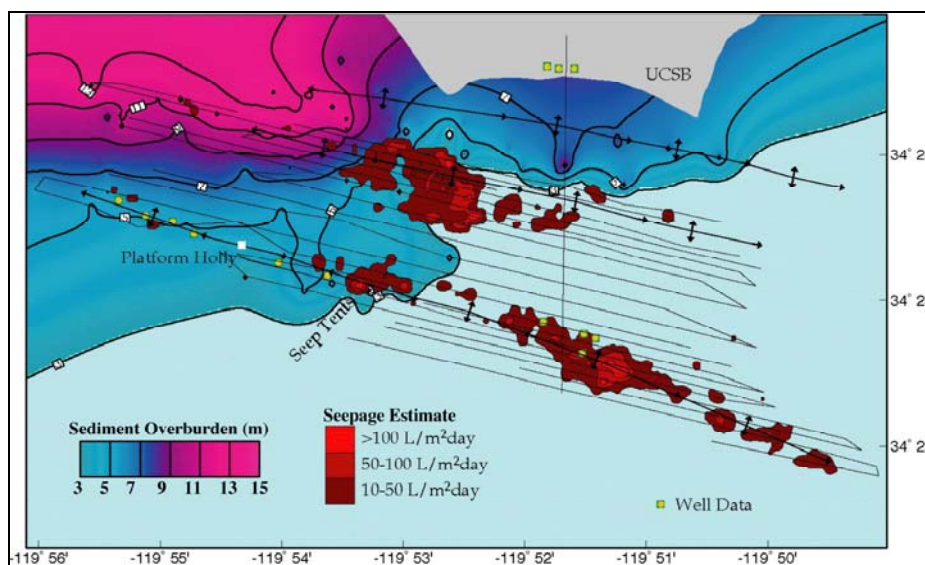 UCSB
34° 2
Platform Holly
34° 2
Seep Tents
Sediment Overburden (m)
3 5 7 9 11 13 15
Seepage Estimate
>100 L/m²day
50-100 L/m²day
10-50 L/m²day
34° 2
Well Data
-119° 56' -119° 55' -119° 53' -119° 52' -119° 51' -119° 50'